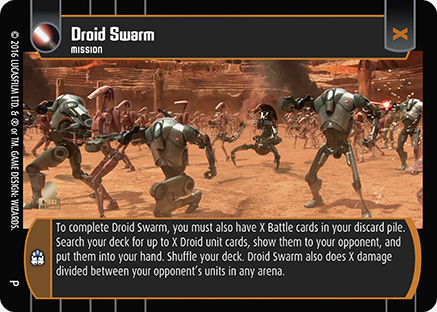 Droid Swarm
MISSION
X
© 2016 LUCASFILM LTD. & ® or TM. GAME DESIGN: WIZARDS.
To complete Droid Swarm, you must also have X Battle cards in your discard pile.
Search your deck for up to X Droid unit cards, show them to your opponent, and
put them into your hand. Shuffle your deck. Droid Swarm also does X damage
divided between your opponent's units in any arena.
P